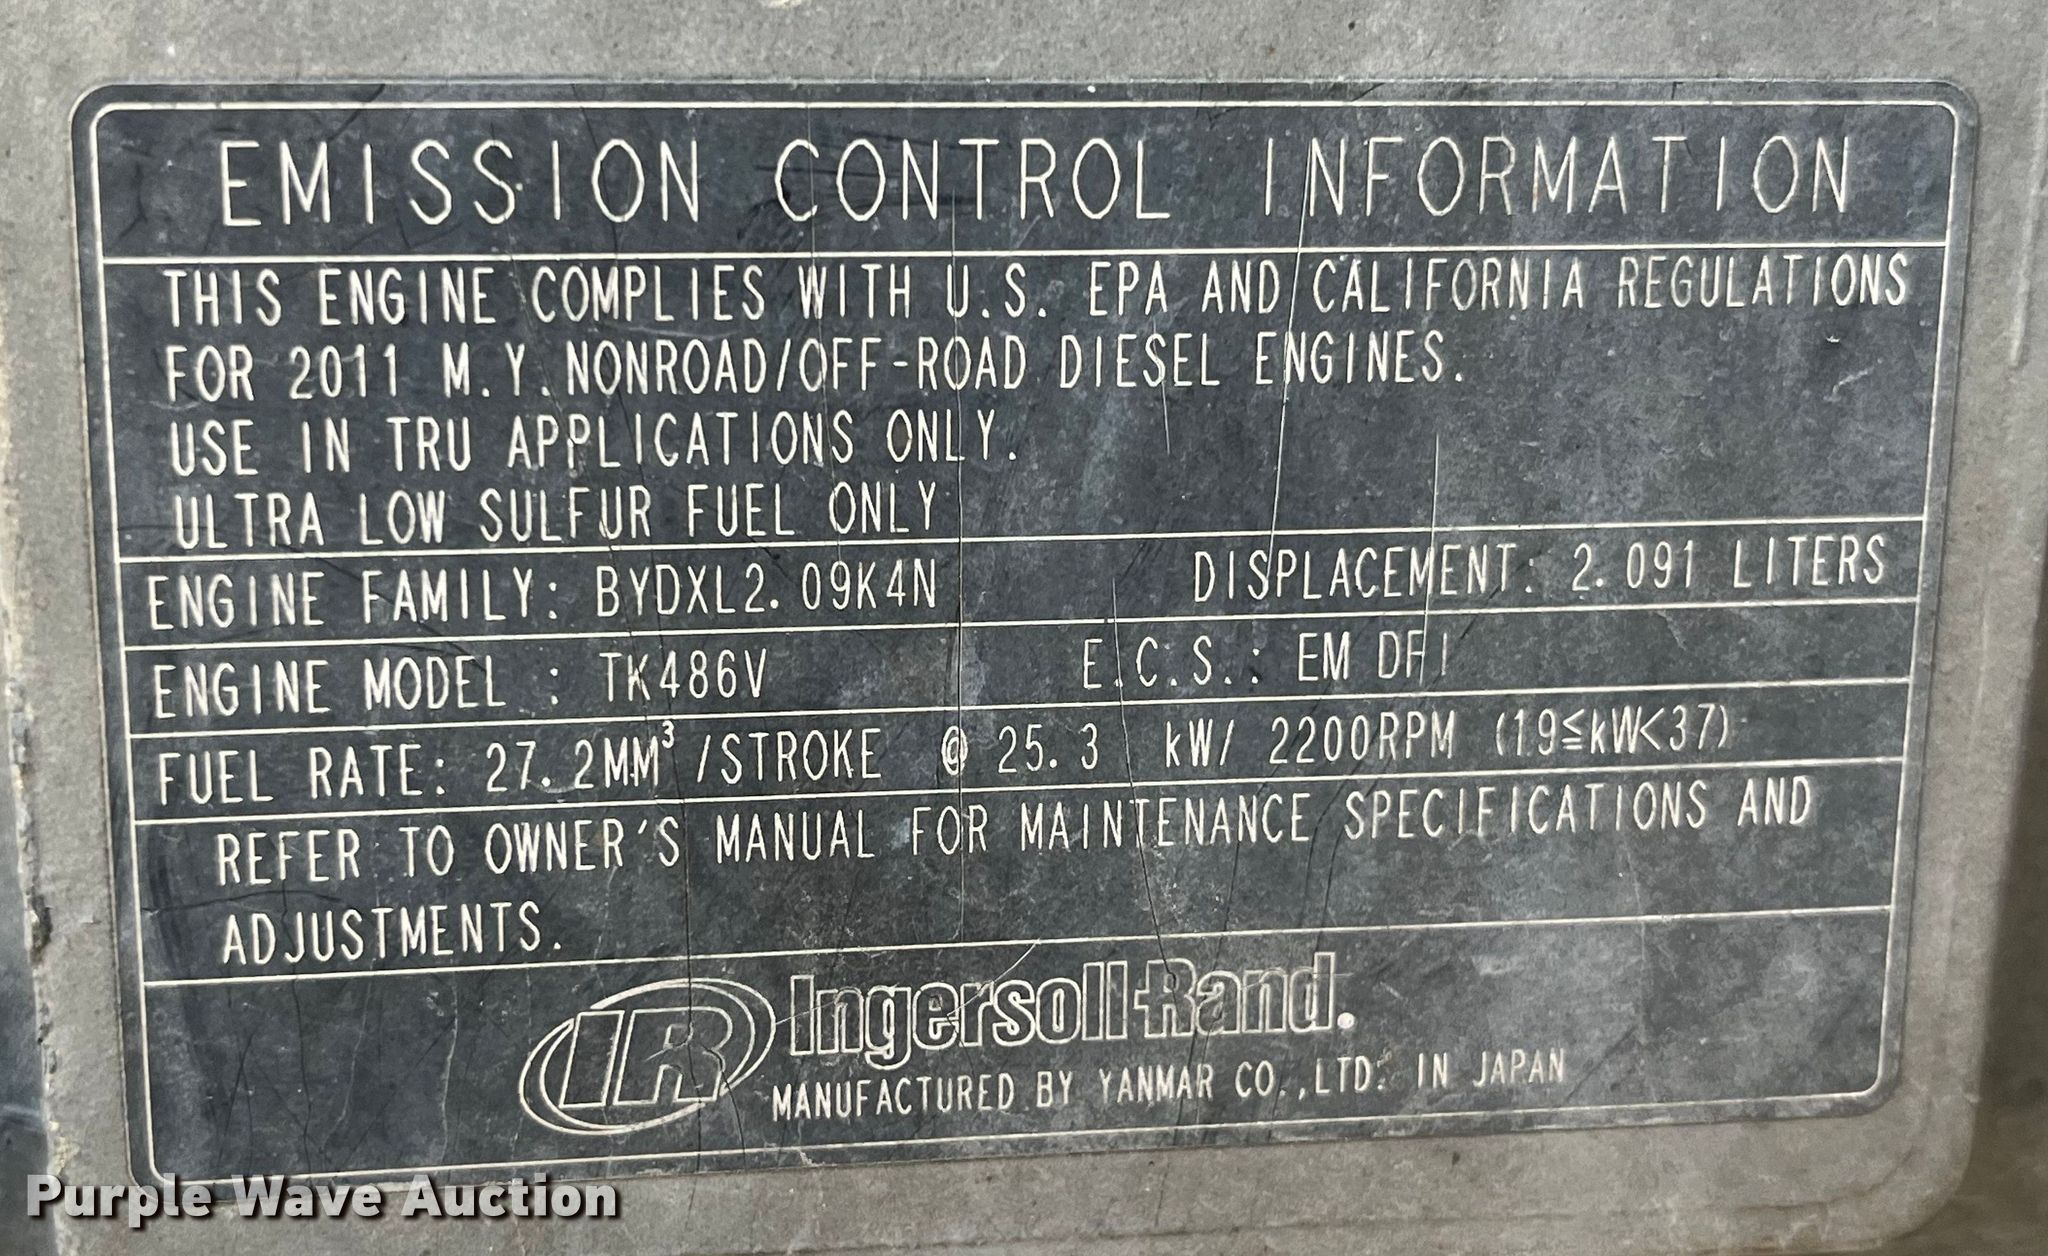 EMISSION CONTROL INFORMATION
THIS ENGINE COMPLIES WITH U.S. EPA AND CALIFORNIA REGULATIONS
FOR 2011 M.Y. NONROAD/OFF-ROAD DIESEL ENGINES.
USE IN TRU APPLICATIONS ONLY.
ULTRA LOW SULFUR FUEL ONLY
ENGINE FAMILY: BYDXL2.09K4N DISPLACEMENT: 2.091 LITERS
ENGINE MODEL : TK486V E.C.S.: EM DFI
FUEL RATE: 27.2MM³/STROKE @ 25.3 kW/ 2200RPM (19≦kW<37)
REFER TO OWNER'S MANUAL FOR MAINTENANCE SPECIFICATIONS AND
ADJUSTMENTS.
IR Ingersoll-Rand.
MANUFACTURED BY YANMAR CO.,LTD. IN JAPAN
Purple Wave Auction